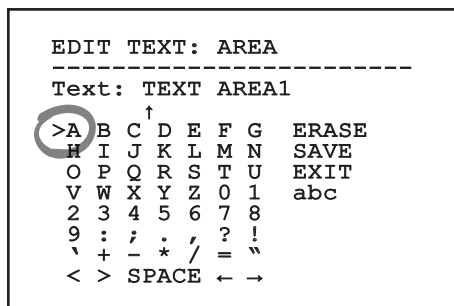 EDIT TEXT: AREA
------------------------
Text: TEXT AREA1
↑
>A B C D E F G ERASE
H I J K L M N SAVE
O P Q R S T U EXIT
V W X Y Z 0 1 abc
2 3 4 5 6 7 8
9 : ; . , ? !
‵ + - * / = ‶
< > SPACE ← →